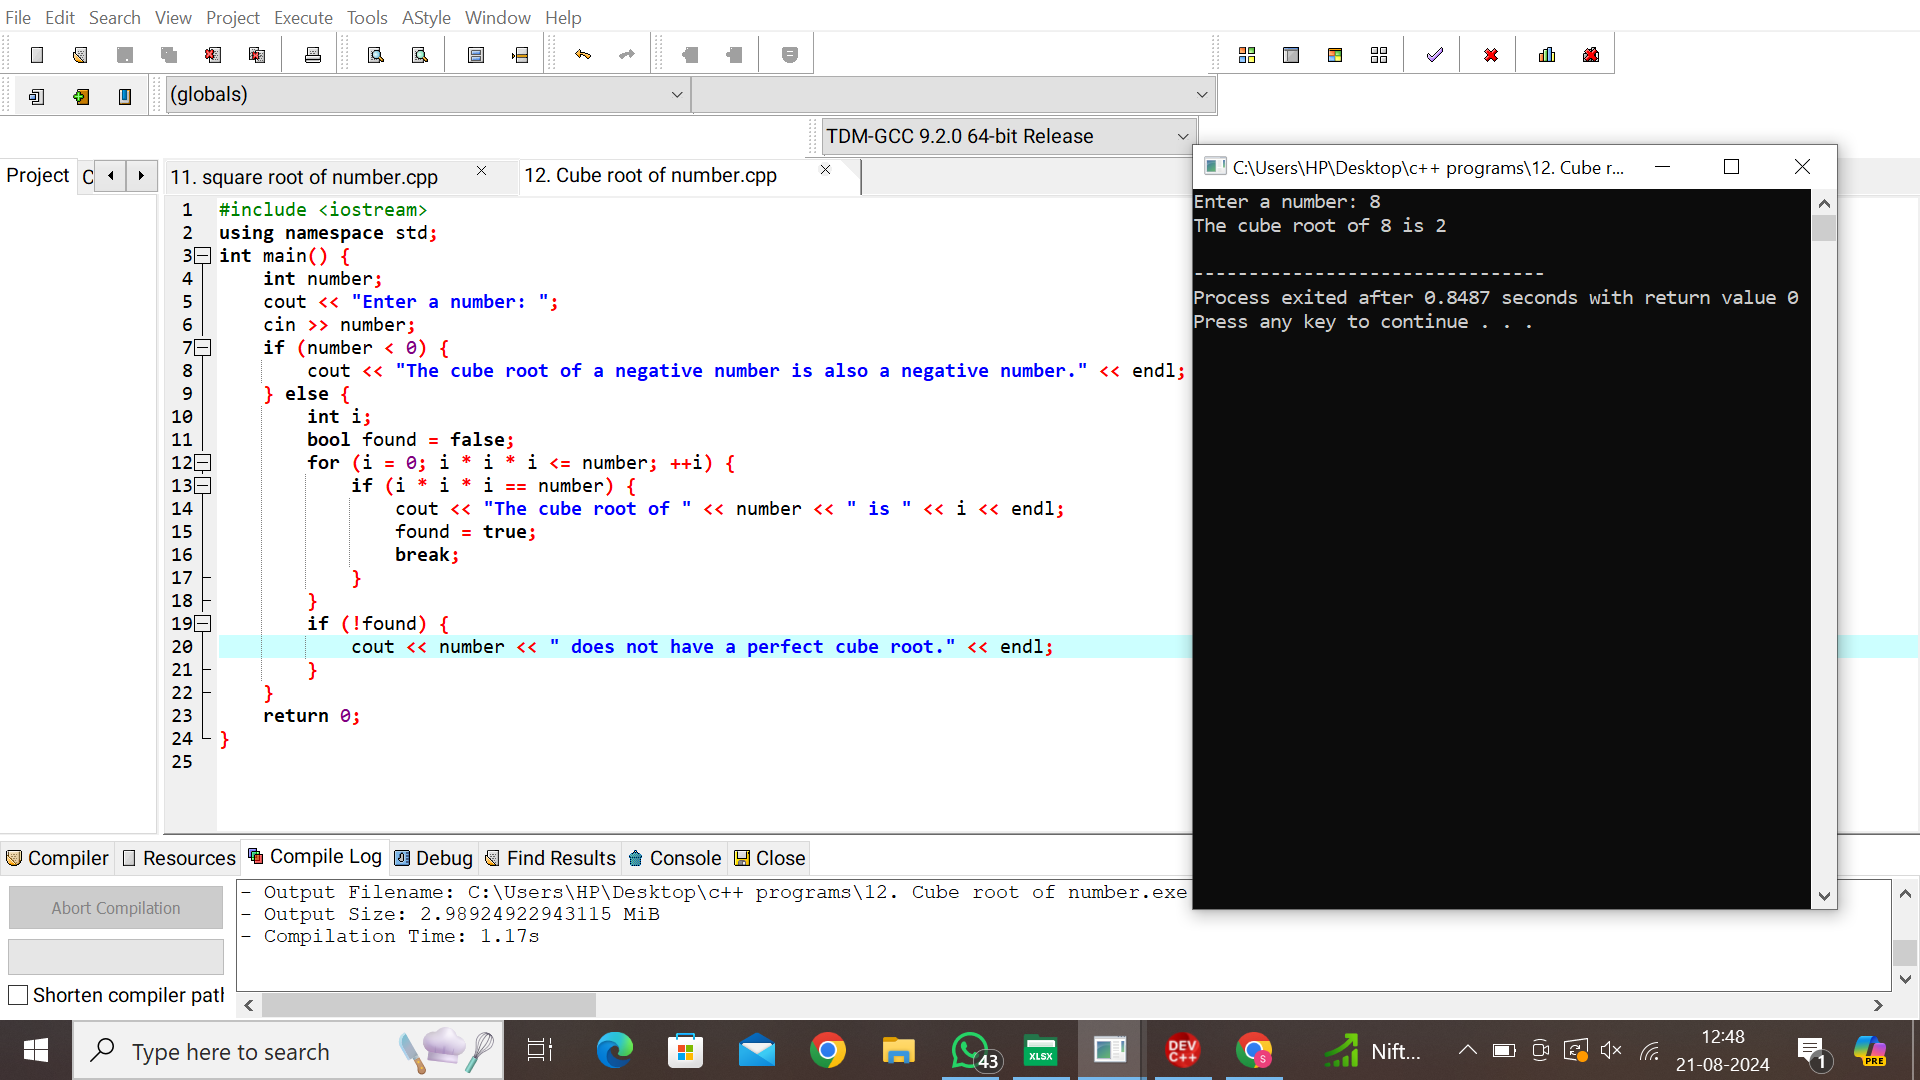 File Edit Search View Project Execute Tools AStyle Window Help
(globals)
TDM-GCC 9.2.0 64-bit Release
Project C 11. square root of number.cpp 12. Cube root of number.cpp
1 #include <iostream>
2 using namespace std;
3 int main() {
4 int number;
5 cout << "Enter a number: ";
6 cin >> number;
7 if (number < 0) {
8 cout << "The cube root of a negative number is also a negative number." << endl;
9 } else {
10 int i;
11 bool found = false;
12 for (i = 0; i * i * i <= number; ++i) {
13 if (i * i * i == number) {
14 cout << "The cube root of " << number << " is " << i << endl;
15 found = true;
16 break;
17 }
18 }
19 if (!found) {
20 cout << number << " does not have a perfect cube root." << endl;
21 }
22 }
23 return 0;
24 }
25
C:\Users\HP\Desktop\c++ programs\12. Cube r...
Enter a number: 8
The cube root of 8 is 2
--------------------------------
Process exited after 0.8487 seconds with return value 0
Press any key to continue . . .
Compiler Resources Compile Log Debug Find Results Console Close
Abort Compilation
Shorten compiler path
- Output Filename: C:\Users\HP\Desktop\c++ programs\12. Cube root of number.exe
- Output Size: 2.98924922943115 MiB
- Compilation Time: 1.17s
Type here to search
43
XLSX
DEV C++
S
Nift...
12:48
21-08-2024
1
PRE